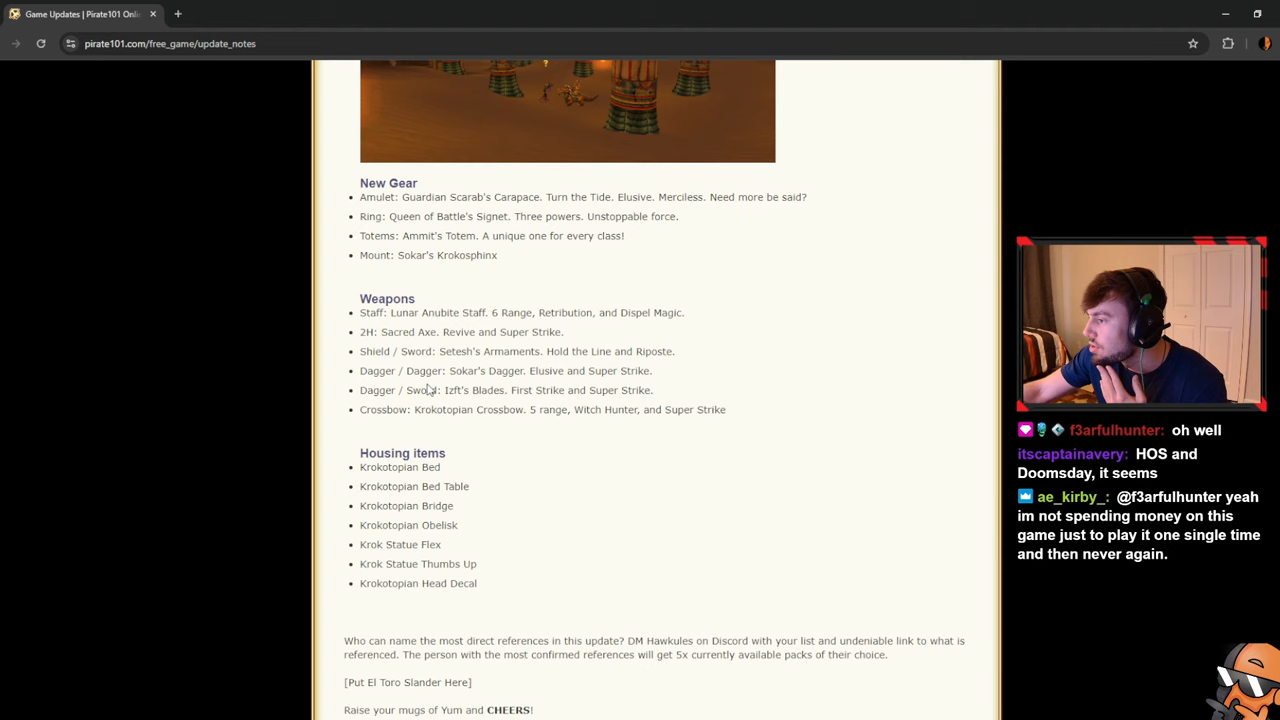 Game Updates | Pirate101 Onli
pirate101.com/free_game/update_notes
New Gear
• Amulet: Guardian Scarab's Carapace. Turn the Tide. Elusive. Merciless. Need more be said?
• Ring: Queen of Battle's Signet. Three powers. Unstoppable force.
• Totems: Ammit's Totem. A unique one for every class!
• Mount: Sokar's Krokosphinx
Weapons
• Staff: Lunar Anubite Staff. 6 Range, Retribution, and Dispel Magic.
• 2H: Sacred Axe. Revive and Super Strike.
• Shield / Sword: Setesh's Armaments. Hold the Line and Riposte.
• Dagger / Dagger: Sokar's Dagger. Elusive and Super Strike.
• Dagger / Sword: Izft's Blades. First Strike and Super Strike.
• Crossbow: Krokotopian Crossbow. 5 range, Witch Hunter, and Super Strike
Housing items
• Krokotopian Bed
• Krokotopian Bed Table
• Krokotopian Bridge
• Krokotopian Obelisk
• Krok Statue Flex
• Krok Statue Thumbs Up
• Krokotopian Head Decal
Who can name the most direct references in this update? DM Hawkules on Discord with your list and undeniable link to what is
referenced. The person with the most confirmed references will get 5x currently available packs of their choice.
[Put El Toro Slander Here]
Raise your mugs of Yum and CHEERS!
f3arfulhunter: oh well
itscaptainavery: HOS and
Doomsday, it seems
ae_kirby_: @f3arfulhunter yeah
im not spending money on this
game just to play it one single time
and then never again.